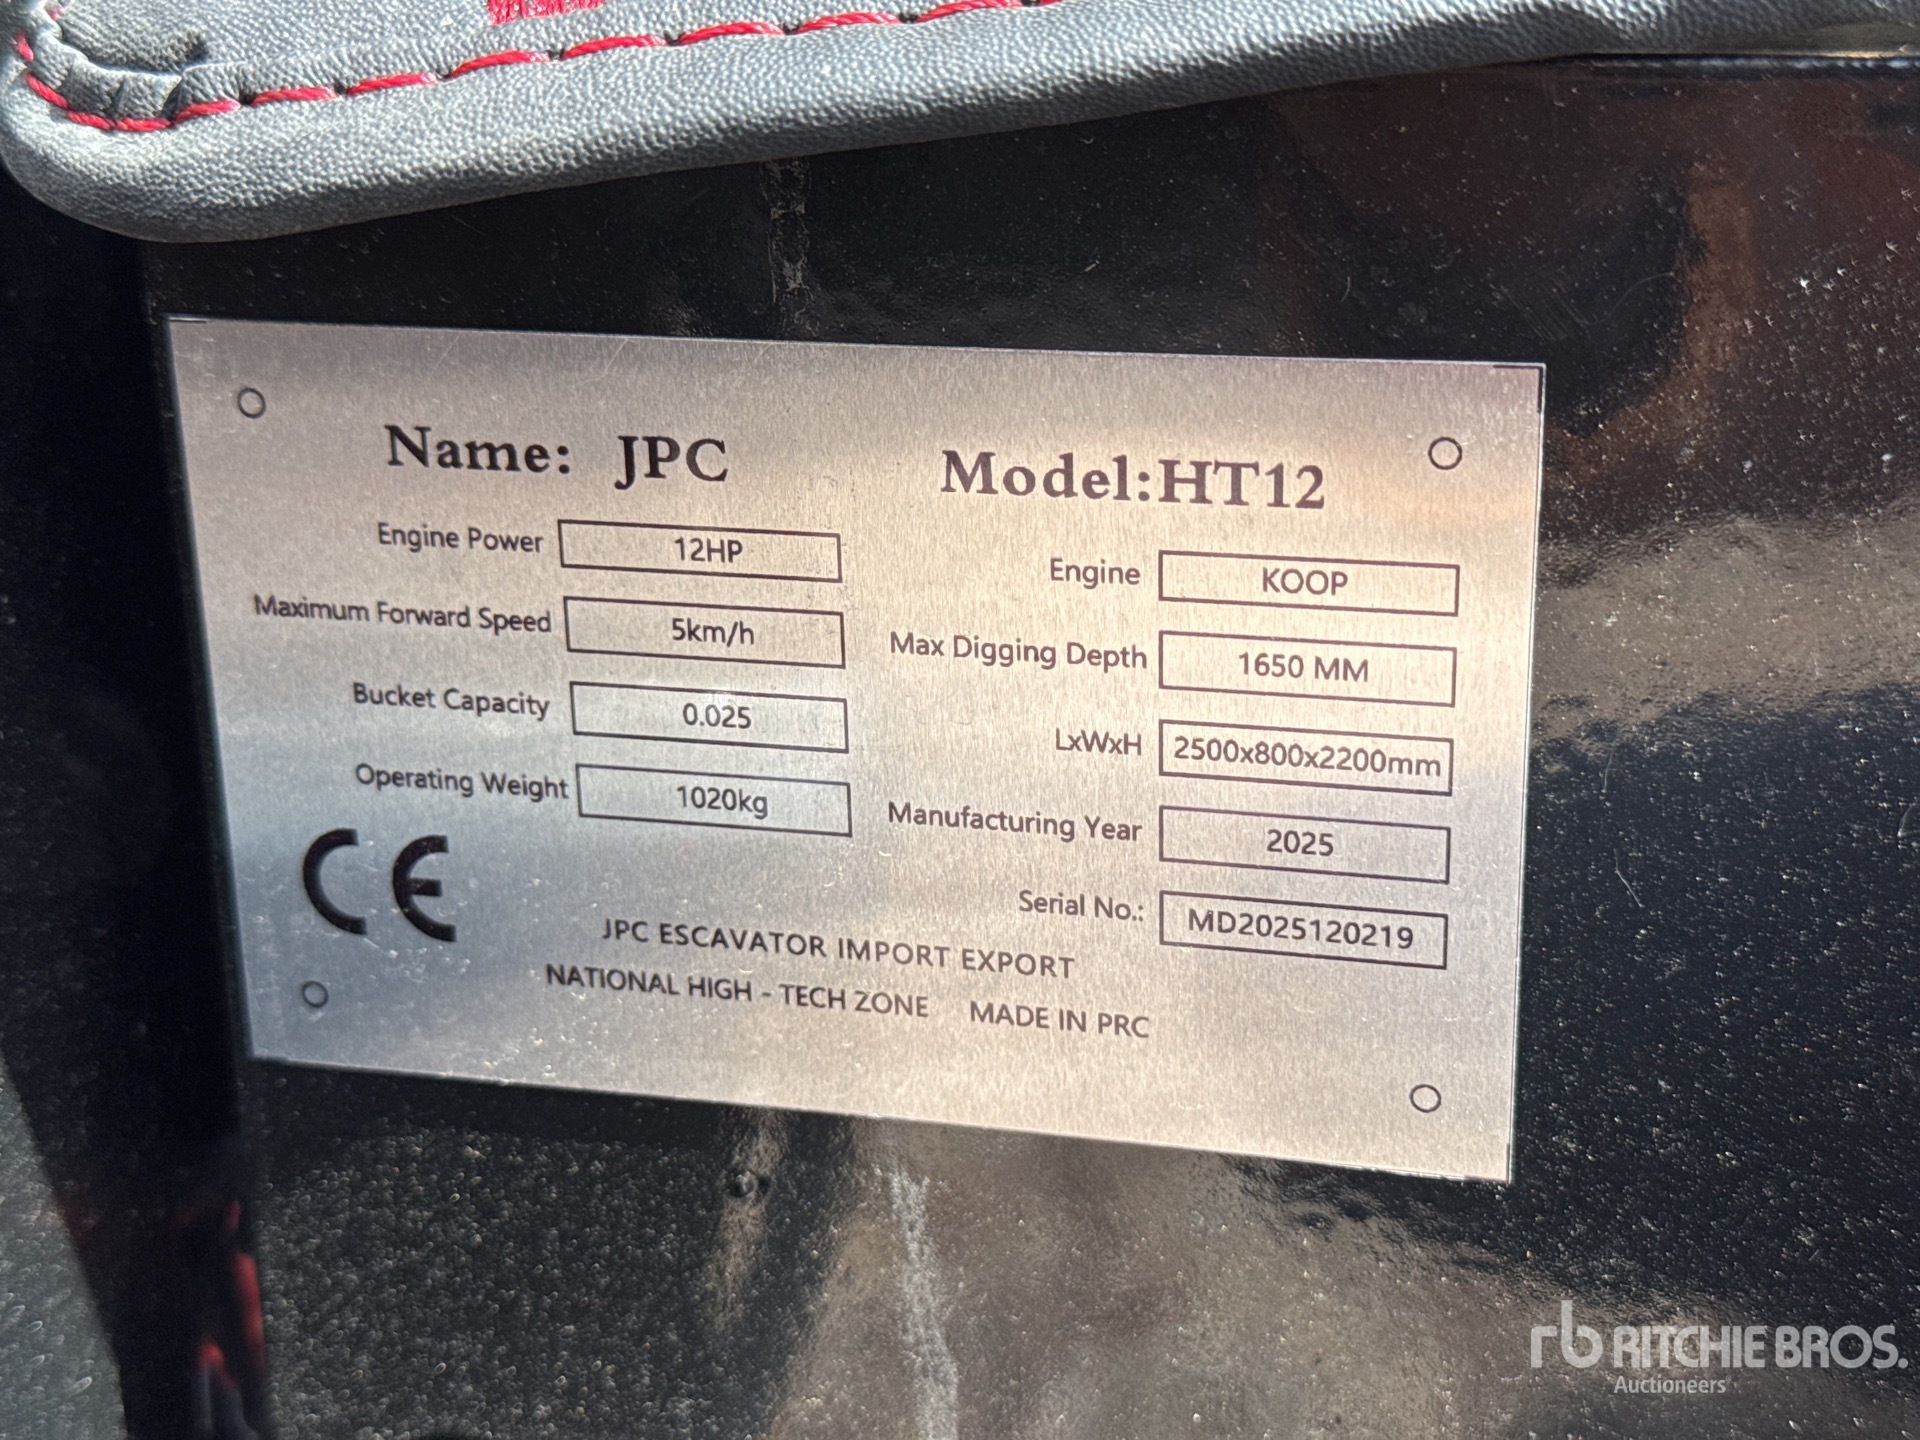 Name: JPC
Model:HT12
Engine Power 12HP
Maximum Forward Speed 5km/h
Bucket Capacity 0.025
Operating Weight 1020kg
Engine KOOP
Max Digging Depth 1650 MM
LxWxH 2500x800x2200mm
Manufacturing Year 2025
Serial No.: MD2025120219
CE
JPC ESCAVATOR IMPORT EXPORT
NATIONAL HIGH - TECH ZONE MADE IN PRC
rb RITCHIE BROS.
Auctioneers